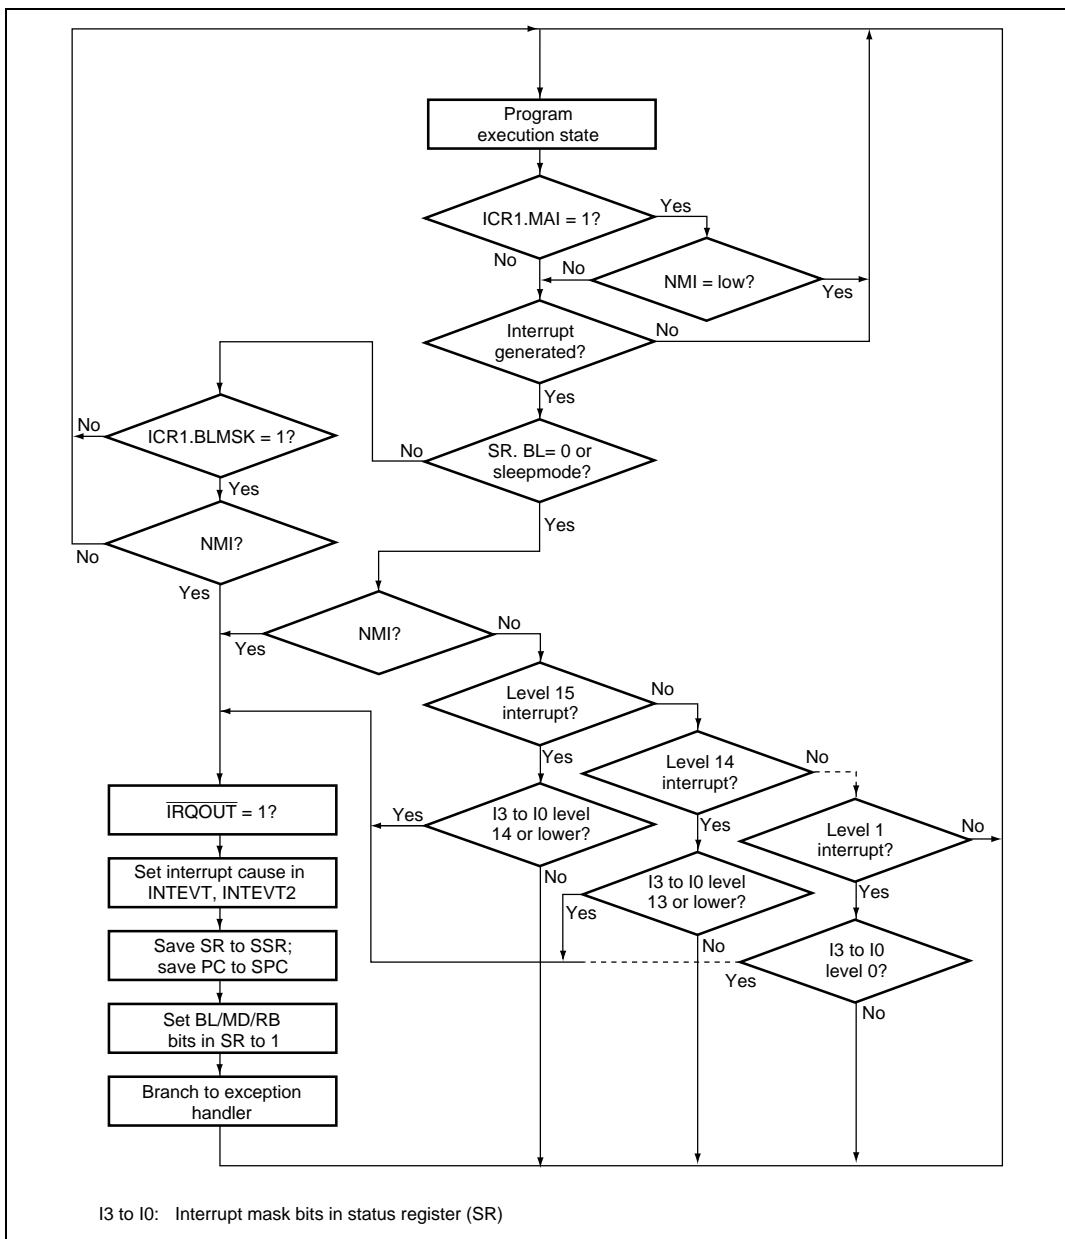 Program
execution state
ICR1.MAI = 1?
Yes
No
NMI = low?
No
Yes
Interrupt
generated?
No
Yes
ICR1.BLMSK = 1?
No
Yes
SR. BL= 0 or
sleepmode?
No
Yes
NMI?
No
Yes
NMI?
Yes
No
Level 15
interrupt?
No
Yes
Level 14
interrupt?
No
Yes
Level 1
interrupt?
No
Yes
IRQOUT = 1?
I3 to I0 level
14 or lower?
Yes
No
I3 to I0 level
13 or lower?
Yes
No
I3 to I0
level 0?
Yes
No
Set interrupt cause in
INTEVT, INTEVT2
Save SR to SSR;
save PC to SPC
Set BL/MD/RB
bits in SR to 1
Branch to exception
handler
I3 to I0: Interrupt mask bits in status register (SR)